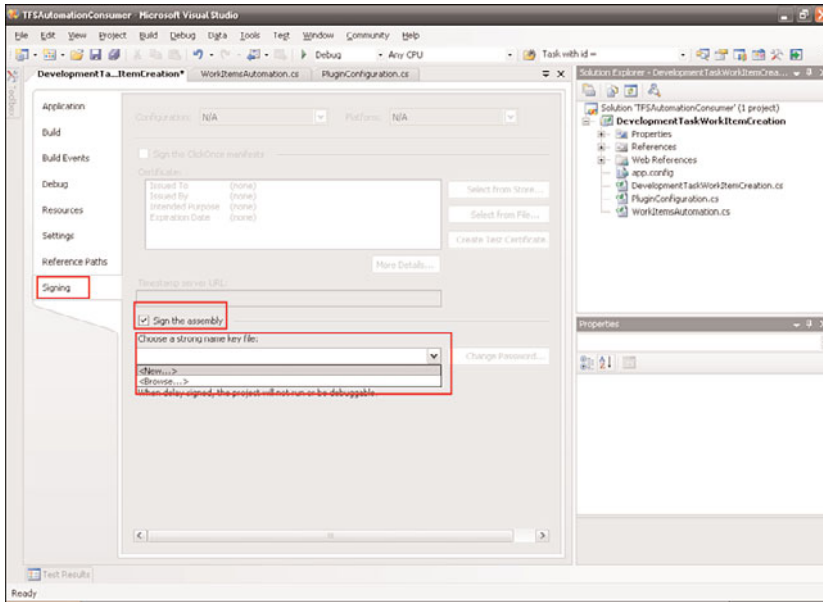 TFSAutomationConsumer - Microsoft Visual Studio
File Edit View Project Build Debug Data Tools Test Window Community Help
Debug Any CPU Task with id =
DevelopmentTa...ItemCreation* WorkItemsAutomation.cs PluginConfiguration.cs
Toolbox
Application
Build
Build Events
Debug
Resources
Settings
Reference Paths
Signing
Configuration: N/A Platform: N/A
Sign the ClickOnce manifests
Certificate:
Issued To (none)
Issued By (none)
Intended Purpose (none)
Expiration Date (none)
Select from Store...
Select from File...
Create Test Certificate
More Details...
Timestamp server URL:
Sign the assembly
Choose a strong name key file:
Change Password...
<New...>
<Browse...>
When delay signed, the project will not run or be debuggable.
Solution Explorer - DevelopmentTaskWorkItemCrea...
Solution 'TFSAutomationConsumer' (1 project)
DevelopmentTaskWorkItemCreation
Properties
References
Web References
app.config
DevelopmentTaskWorkItemCreation.cs
PluginConfiguration.cs
WorkItemsAutomation.cs
Properties
Test Results
Ready